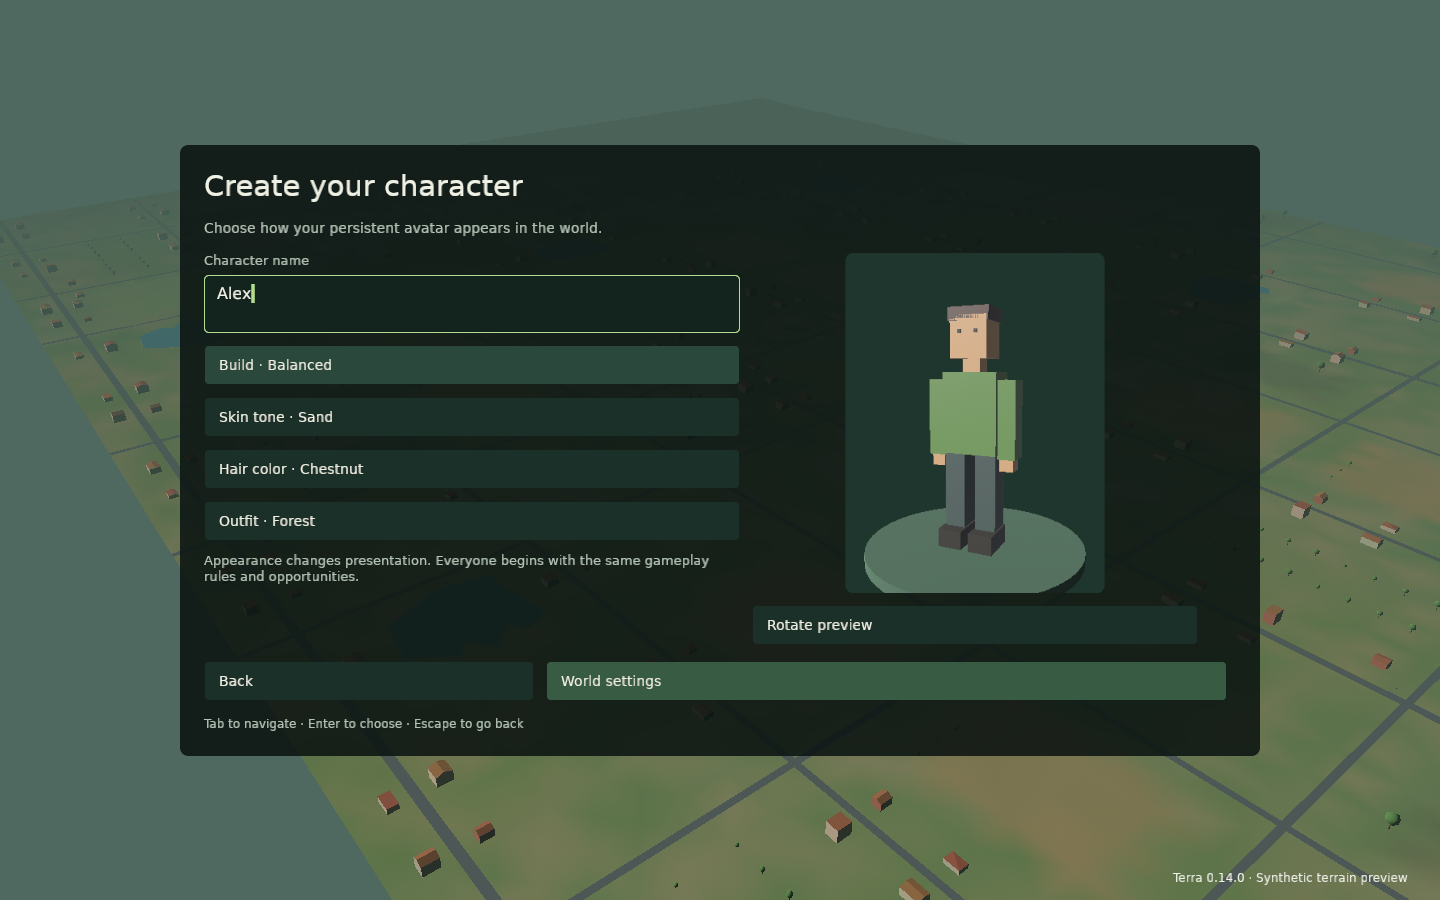 Create your character
Choose how your persistent avatar appears in the world.
Character name
Alex
Build · Balanced
Skin tone · Sand
Hair color · Chestnut
Outfit · Forest
Appearance changes presentation. Everyone begins with the same gameplay
rules and opportunities.
Rotate preview
Back
World settings
Tab to navigate · Enter to choose · Escape to go back
Terra 0.14.0 · Synthetic terrain preview